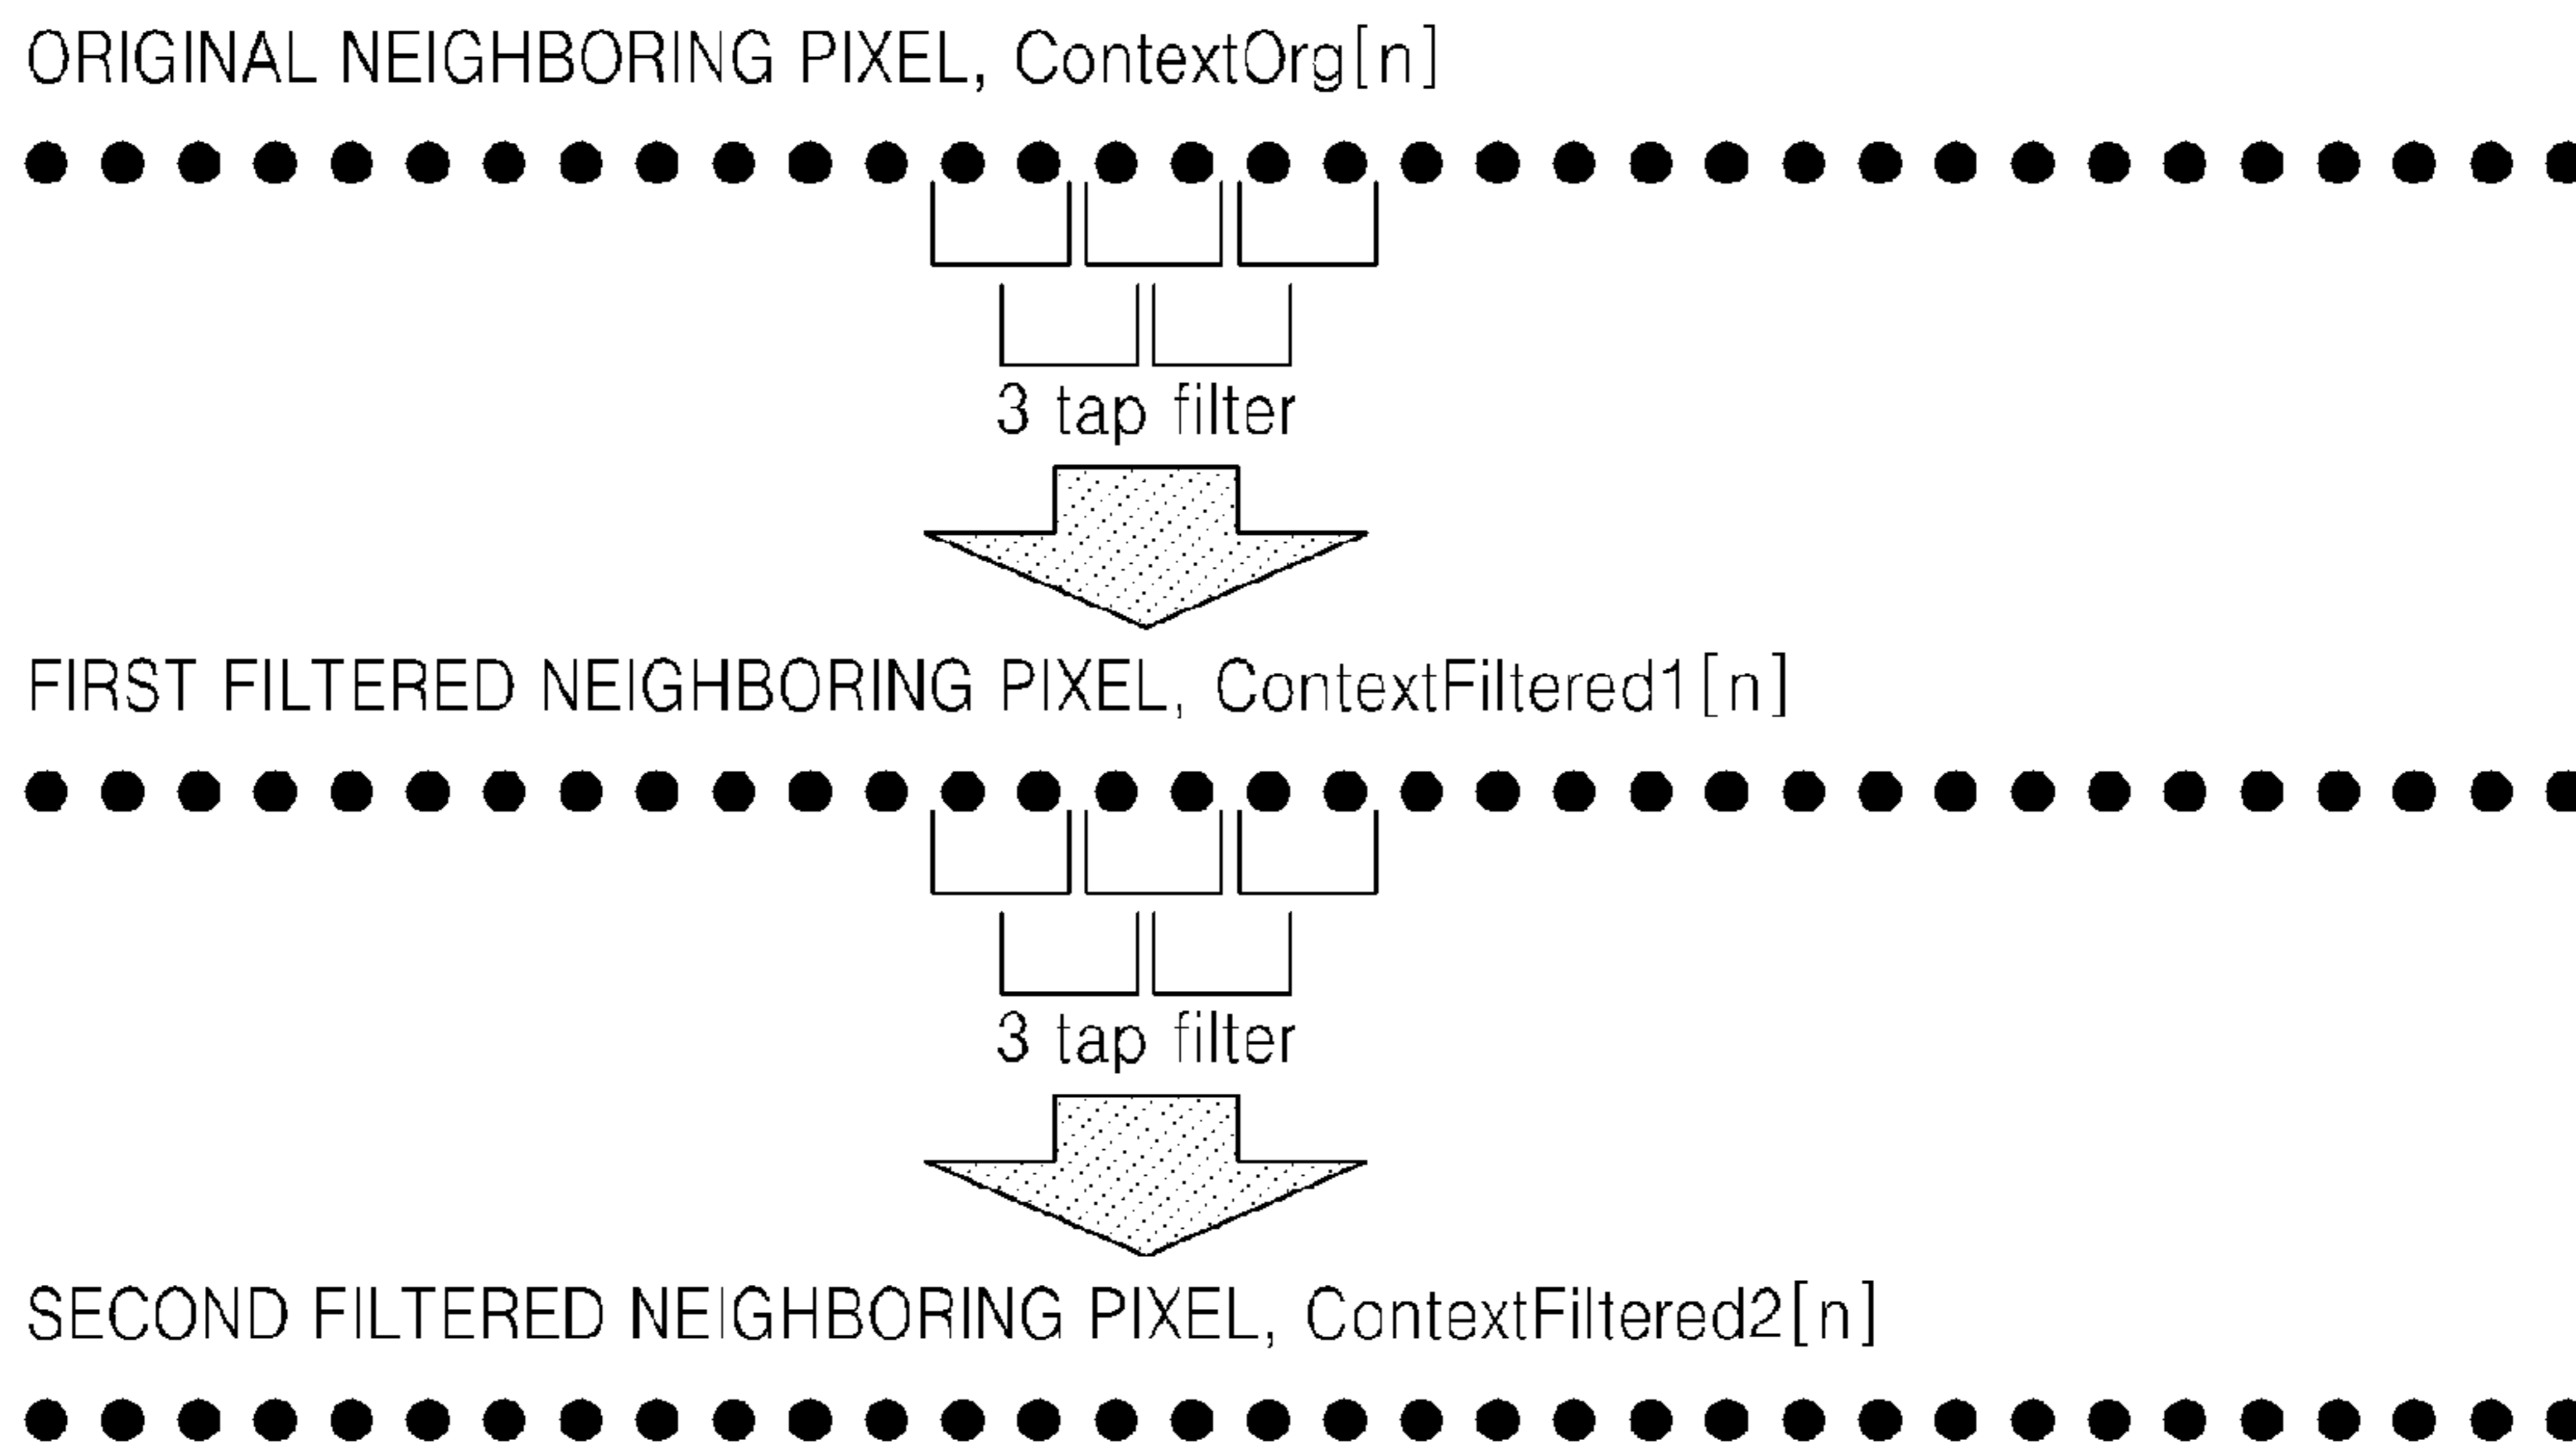 ORIGINAL NEIGHBORING PIXEL, ContextOrg[n]
3 tap filter
FIRST FILTERED NEIGHBORING PIXEL, ContextFiltered1[n]
3 tap filter
SECOND FILTERED NEIGHBORING PIXEL, ContextFiltered2[n]